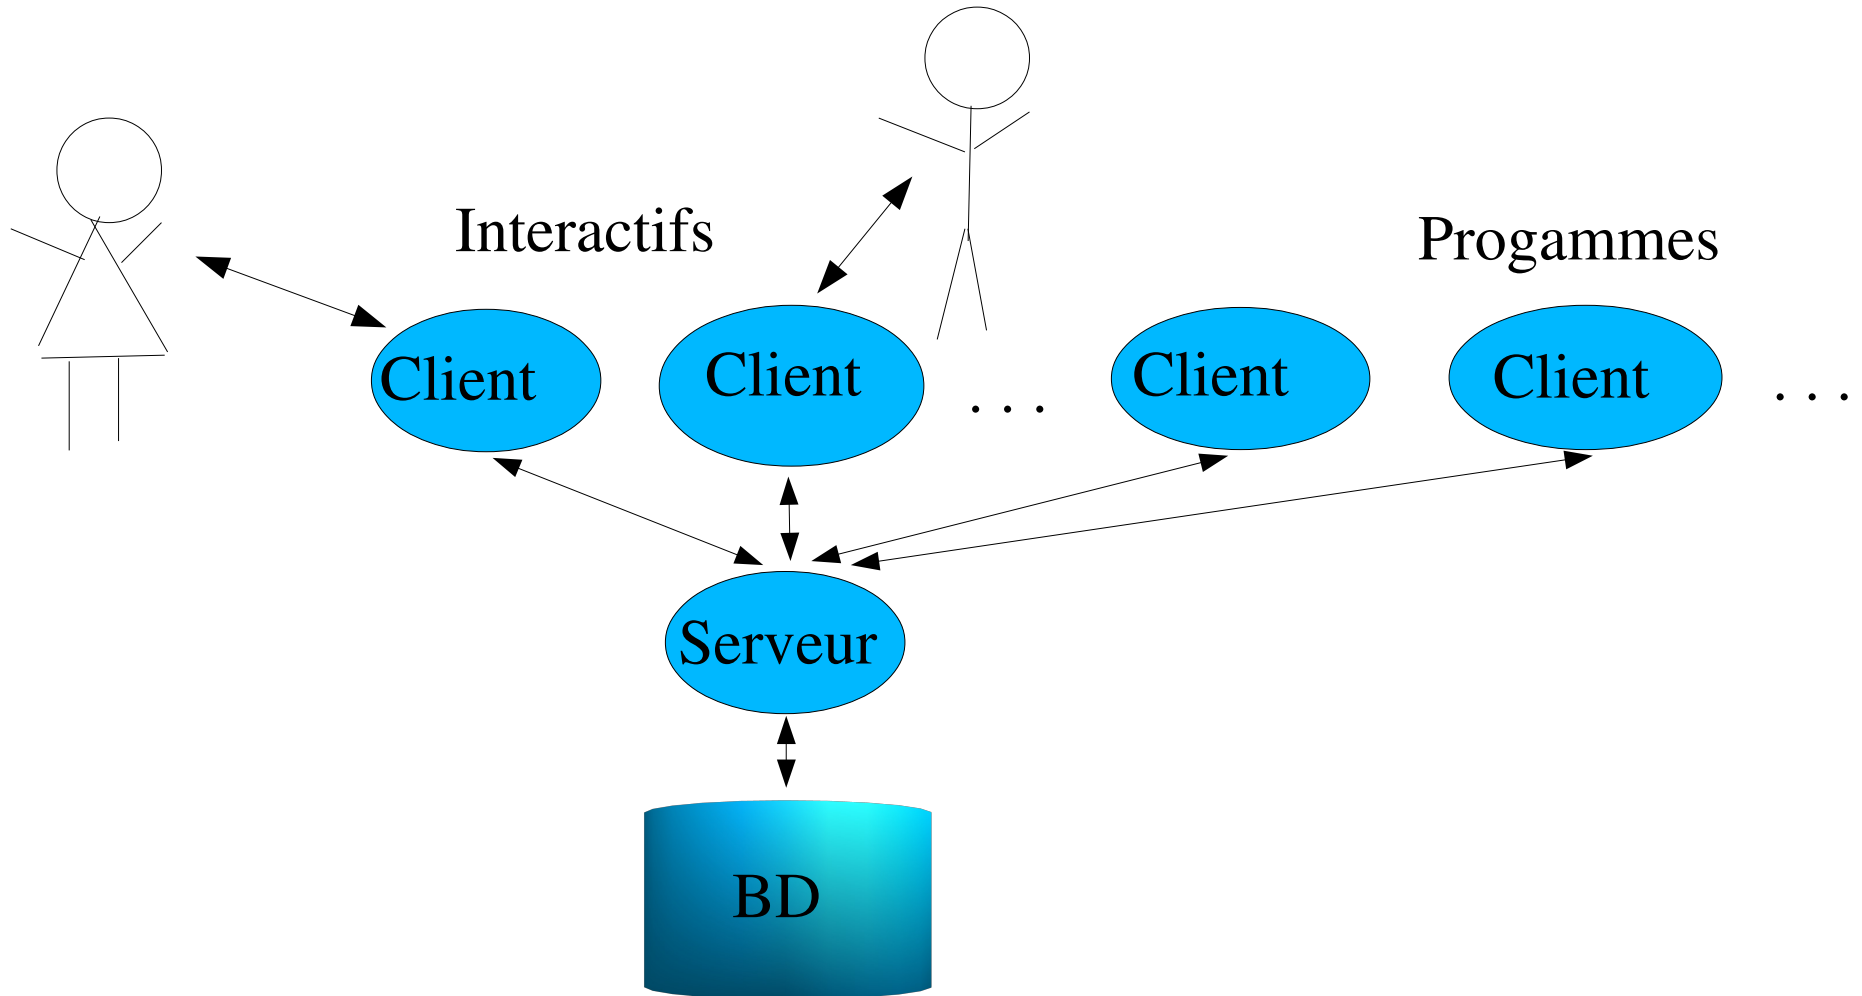 Interactifs
Progammes
Client
Client
. . .
Client
Client
. . .
Serveur
BD